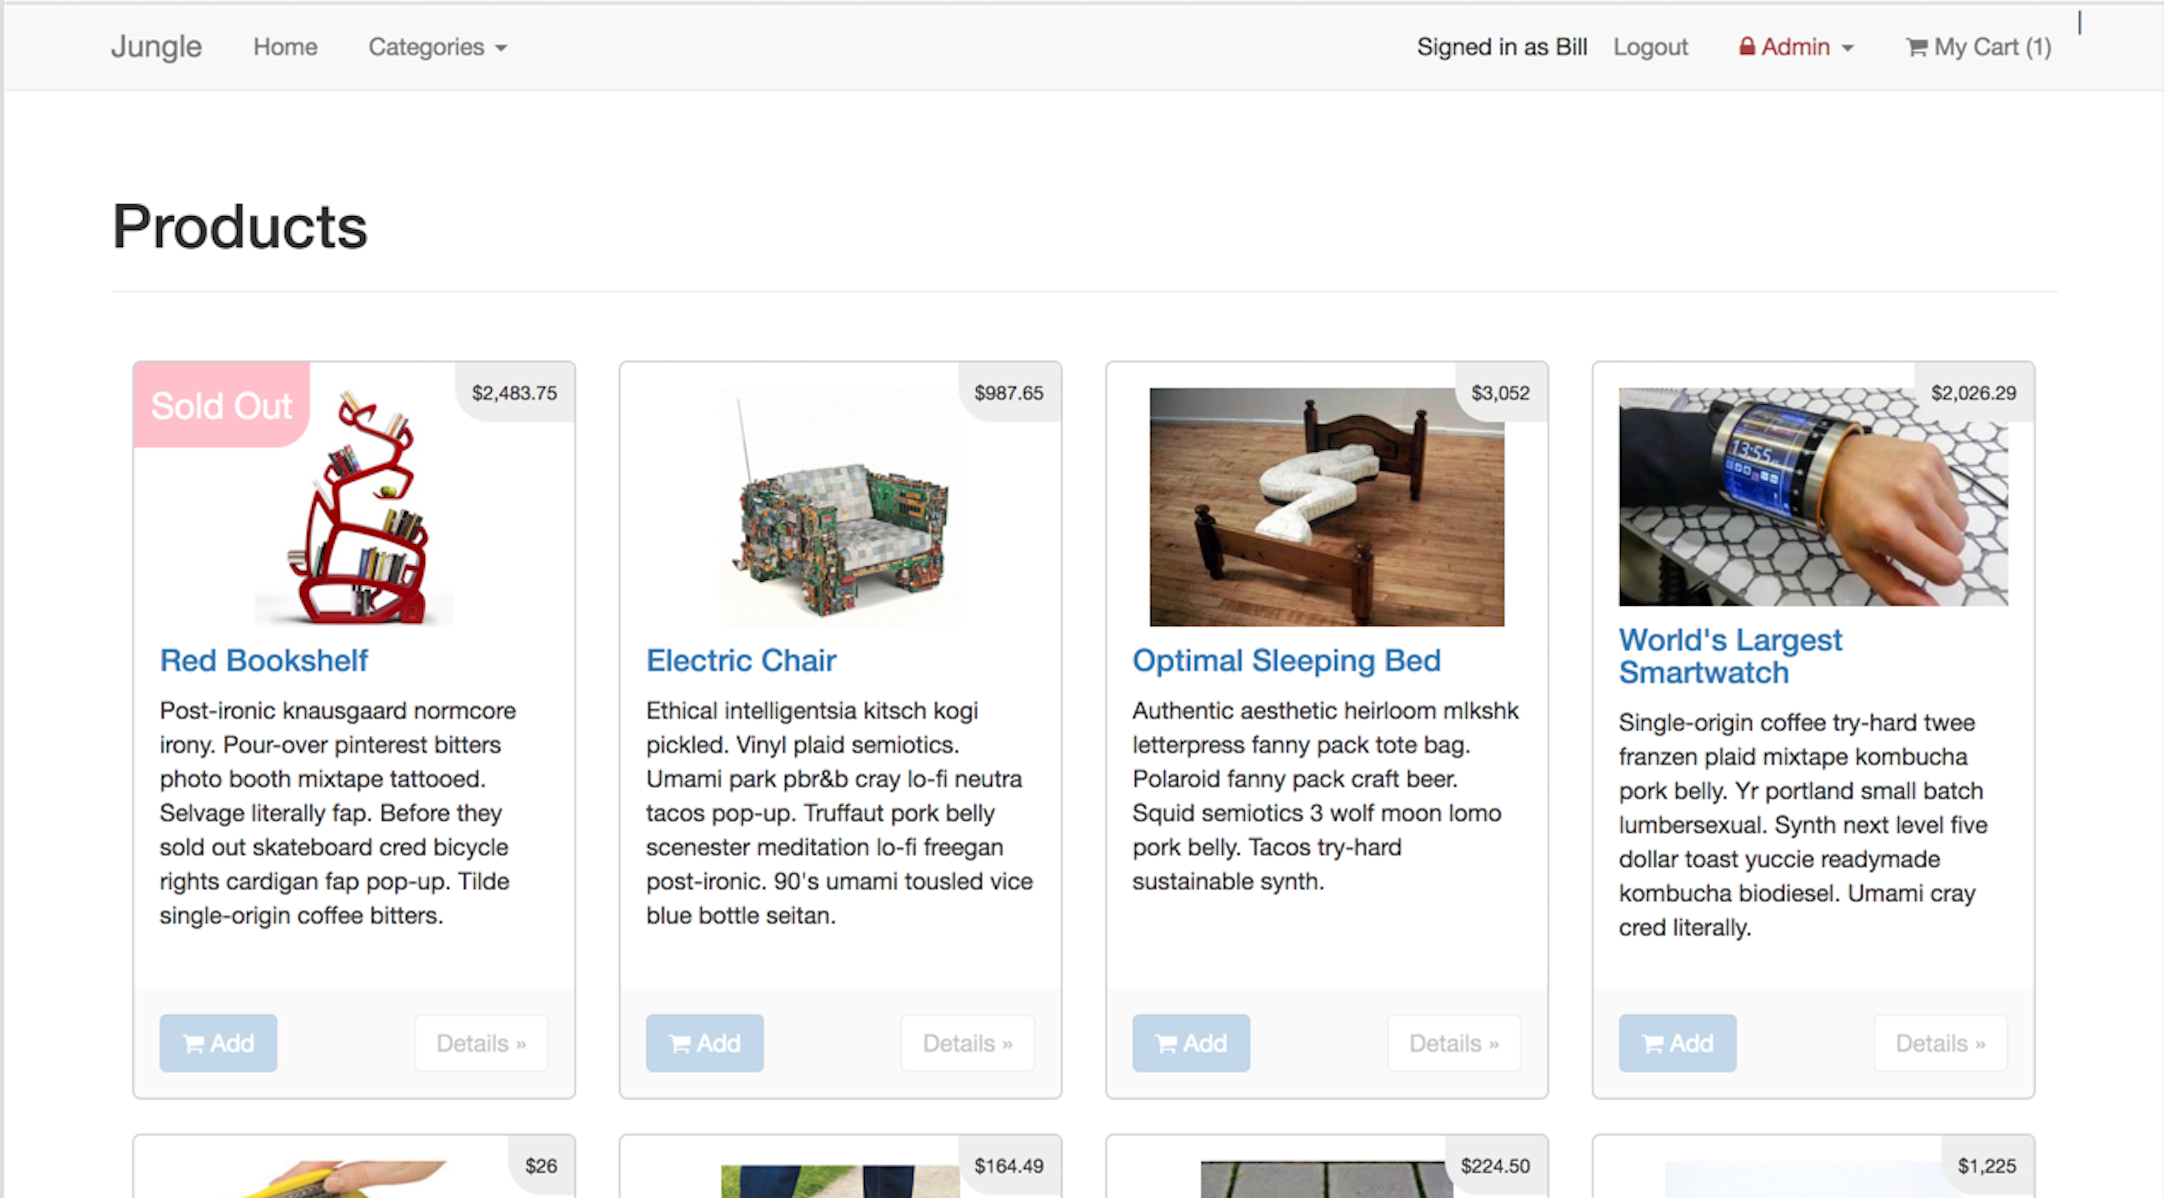 Jungle Home Categories Signed in as Bill Logout Admin My Cart (1)
Products
Sold Out
$2,483.75
Red Bookshelf
Post-ironic knausgaard normcore
irony. Pour-over pinterest bitters
photo booth mixtape tattooed.
Selvage literally fap. Before they
sold out skateboard cred bicycle
rights cardigan fap pop-up. Tilde
single-origin coffee bitters.
Add Details »
$987.65
Electric Chair
Ethical intelligentsia kitsch kogi
pickled. Vinyl plaid semiotics.
Umami park pbr&b cray lo-fi neutra
tacos pop-up. Truffaut pork belly
scenester meditation lo-fi freegan
post-ironic. 90's umami tousled vice
blue bottle seitan.
Add Details »
$3,052
Optimal Sleeping Bed
Authentic aesthetic heirloom mlkshk
letterpress fanny pack tote bag.
Polaroid fanny pack craft beer.
Squid semiotics 3 wolf moon lomo
pork belly. Tacos try-hard
sustainable synth.
Add Details »
$2,026.29
13:55
World's Largest
Smartwatch
Single-origin coffee try-hard twee
franzen plaid mixtape kombucha
pork belly. Yr portland small batch
lumbersexual. Synth next level five
dollar toast yuccie readymade
kombucha biodiesel. Umami cray
cred literally.
Add Details »
$26
$164.49
$224.50
$1,225